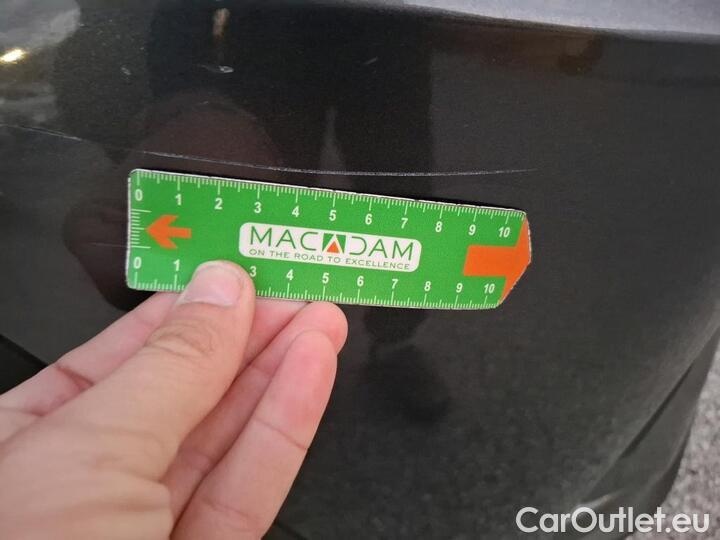 0 1 2 3 4 5 6 7 8 9 10
MACADAM
ON THE ROAD TO EXCELLENCE
0 1 3 4 5 6 7 8 9 10
CarOutlet.eu